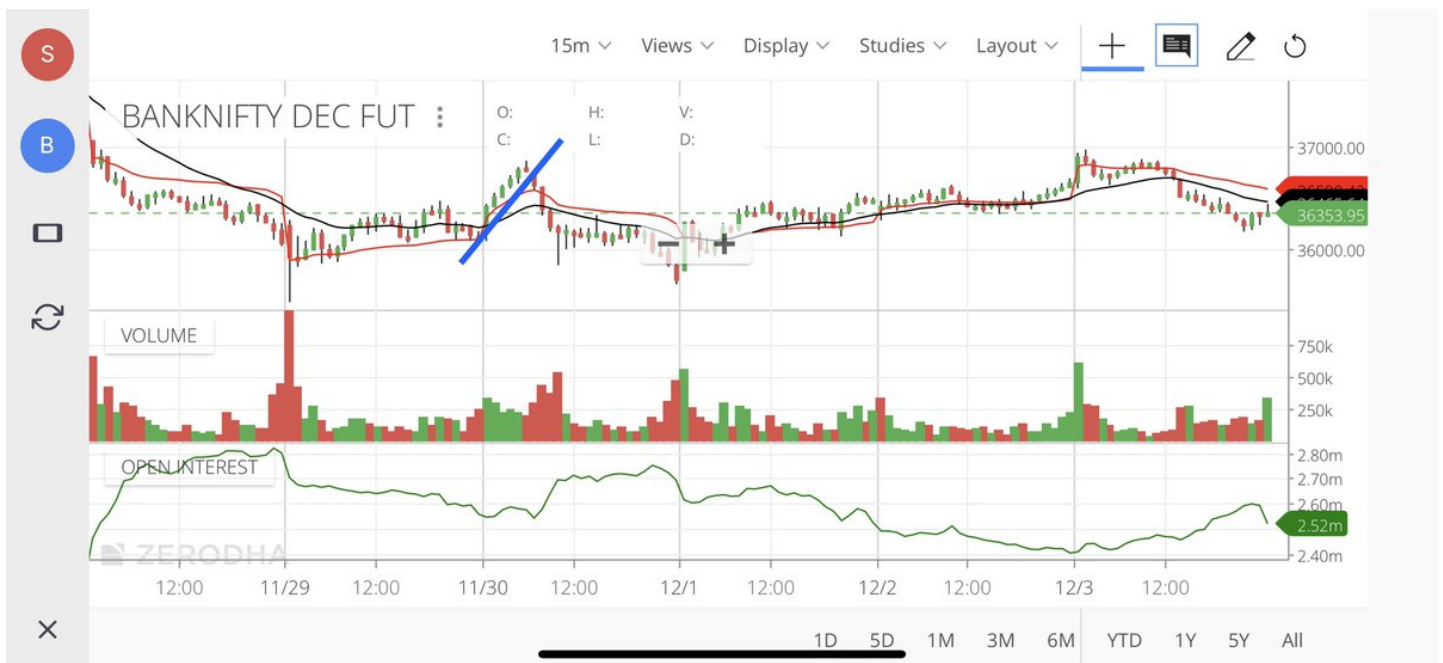 S
15m Views Display Studies Layout
B
BANKNIFTY DEC FUT
O: H: V:
C: L: D:
37000.00
36353.95
36000.00
VOLUME
750k
500k
250k
OPEN INTEREST
2.80m
2.70m
2.60m
2.52m
2.40m
ZERODHA
12:00 11/29 12:00 11/30 12:00 12/1 12:00 12/2 12:00 12/3 12:00
1D 5D 1M 3M 6M YTD 1Y 5Y All